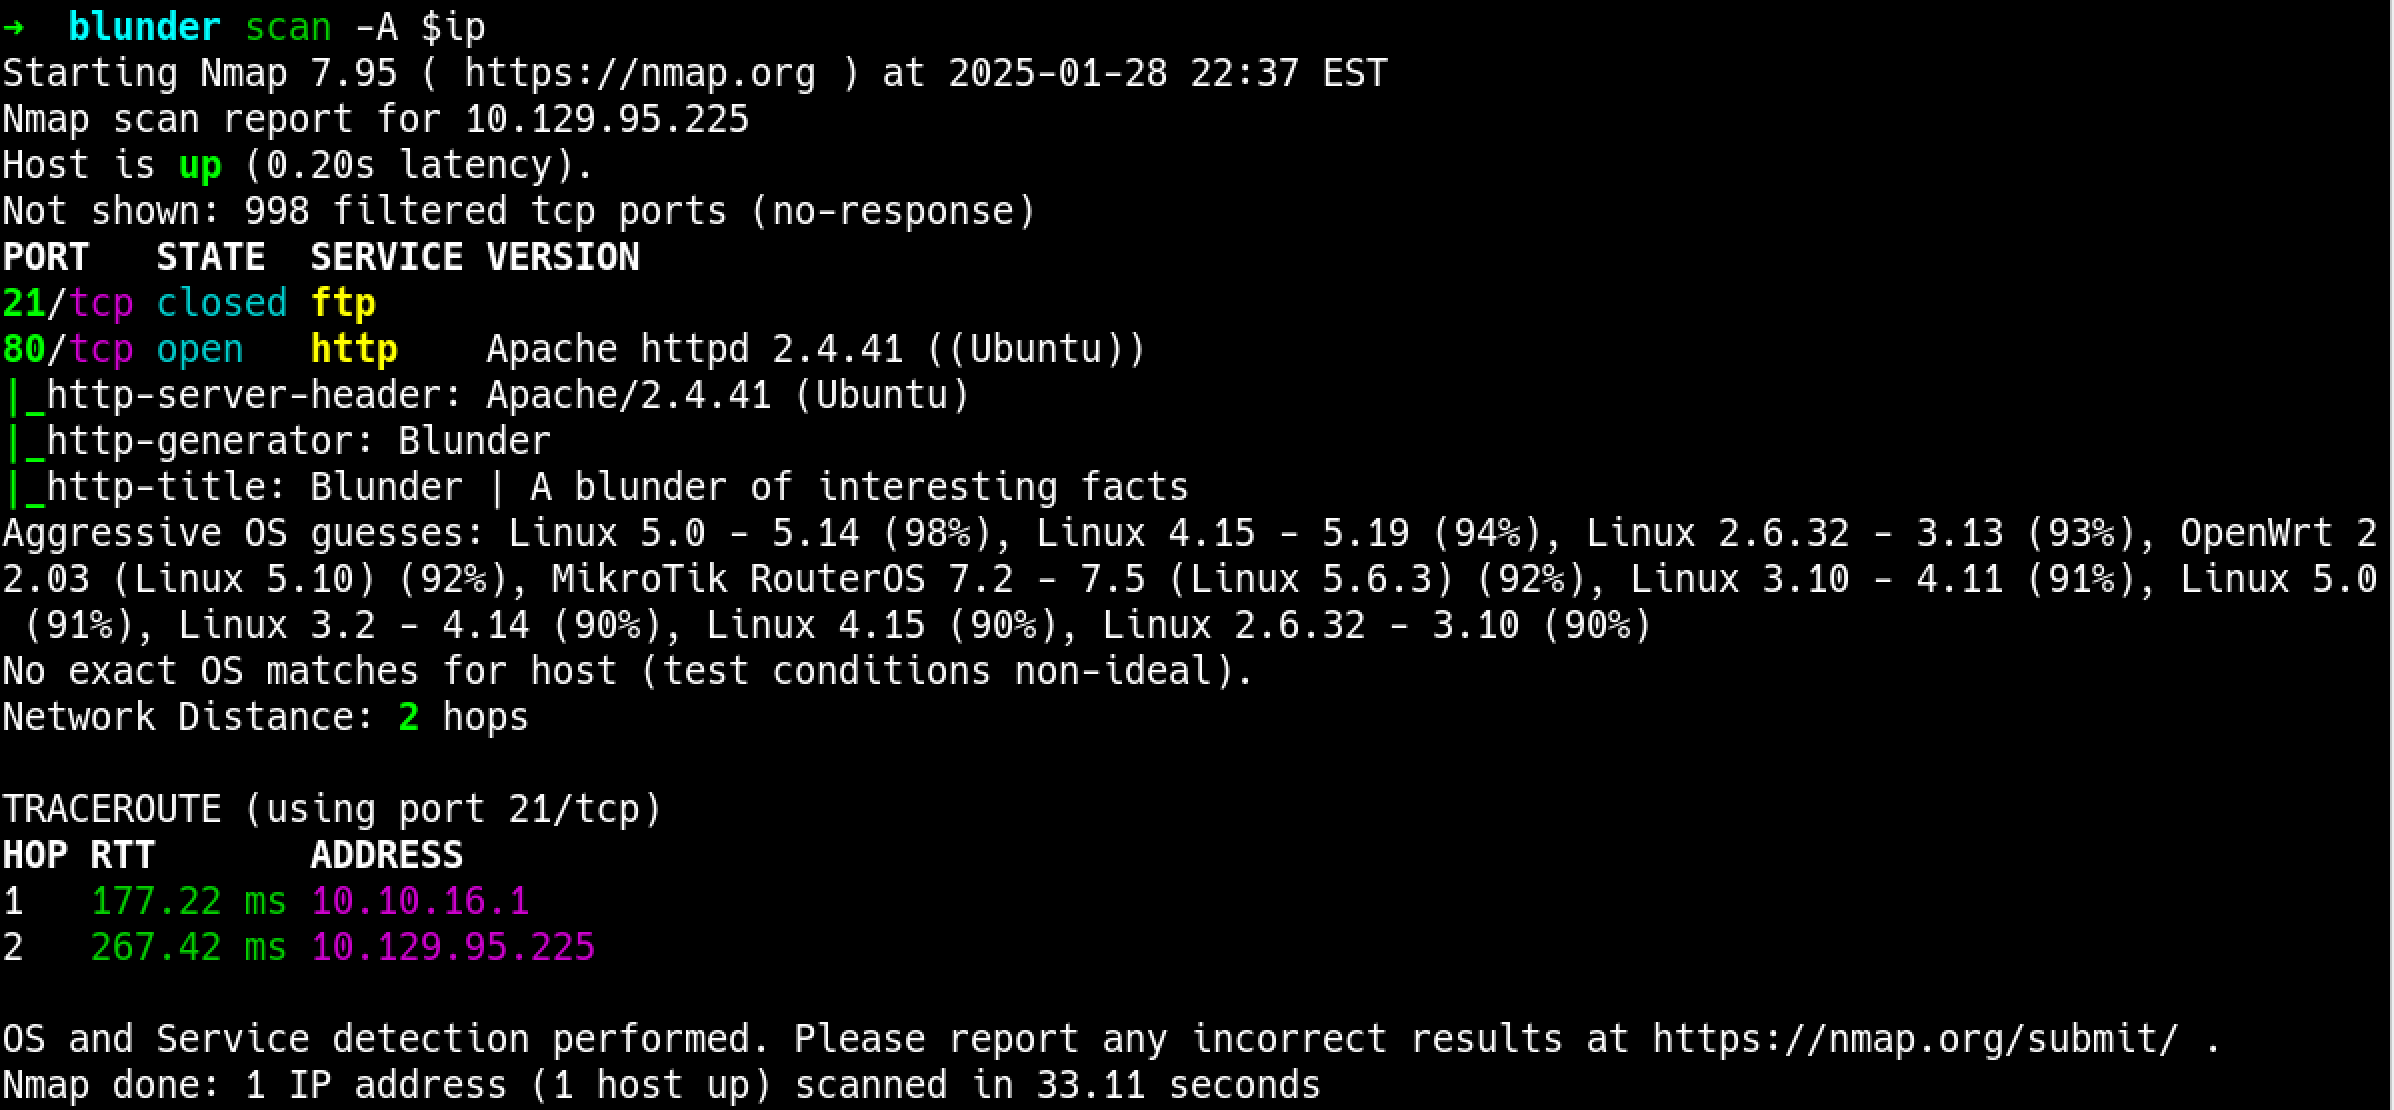 →  blunder scan -A $ip
Starting Nmap 7.95 ( https://nmap.org ) at 2025-01-28 22:37 EST
Nmap scan report for 10.129.95.225
Host is up (0.20s latency).
Not shown: 998 filtered tcp ports (no-response)
PORT   STATE  SERVICE VERSION
21/tcp closed ftp
80/tcp open   http    Apache httpd 2.4.41 ((Ubuntu))
|_http-server-header: Apache/2.4.41 (Ubuntu)
|_http-generator: Blunder
|_http-title: Blunder | A blunder of interesting facts
Aggressive OS guesses: Linux 5.0 - 5.14 (98%), Linux 4.15 - 5.19 (94%), Linux 2.6.32 - 3.13 (93%), OpenWrt 2
2.03 (Linux 5.10) (92%), MikroTik RouterOS 7.2 - 7.5 (Linux 5.6.3) (92%), Linux 3.10 - 4.11 (91%), Linux 5.0
 (91%), Linux 3.2 - 4.14 (90%), Linux 4.15 (90%), Linux 2.6.32 - 3.10 (90%)
No exact OS matches for host (test conditions non-ideal).
Network Distance: 2 hops

TRACEROUTE (using port 21/tcp)
HOP RTT       ADDRESS
1   177.22 ms 10.10.16.1
2   267.42 ms 10.129.95.225

OS and Service detection performed. Please report any incorrect results at https://nmap.org/submit/ .
Nmap done: 1 IP address (1 host up) scanned in 33.11 seconds